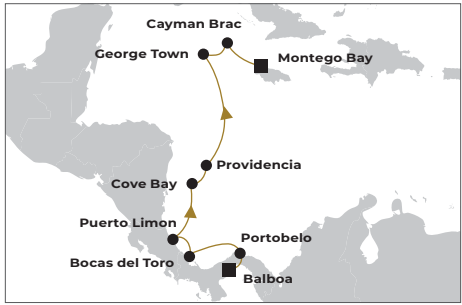 Cayman Brac
George Town
Montego Bay
Providencia
Cove Bay
Puerto Limon
Portobelo
Bocas del Toro
Balboa